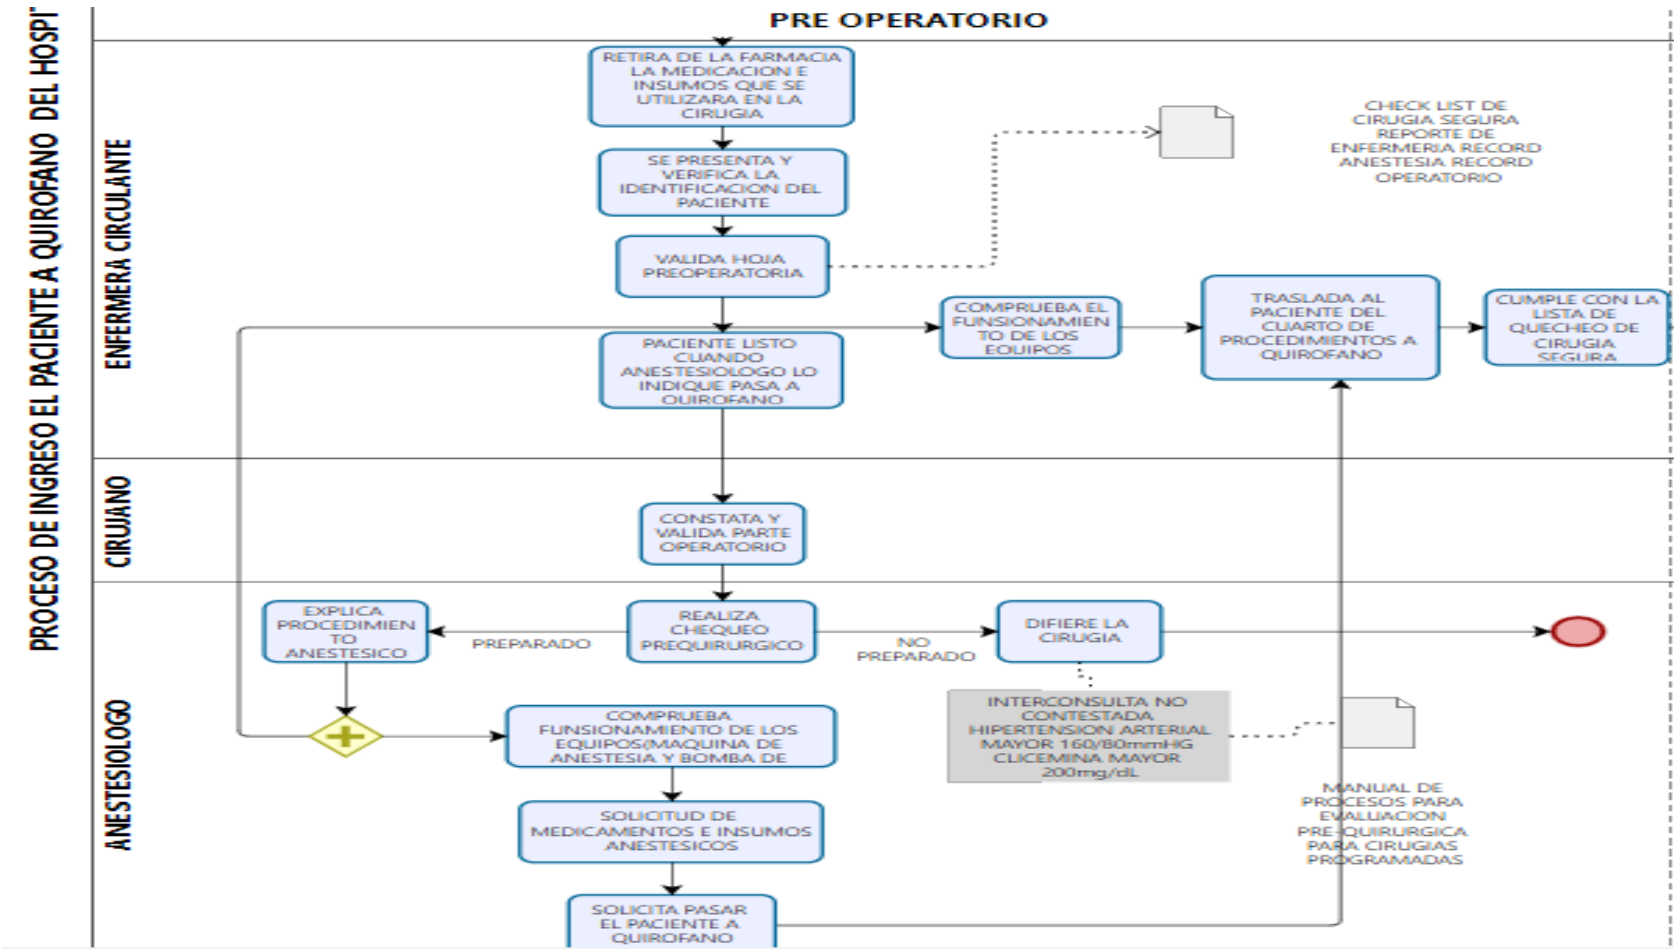 PRE OPERATORIO
PROCESO DE INGRESO EL PACIENTE A QUIROFANO DEL HOSPI
ENFERMERA CIRCULANTE
RETIRA DE LA FARMACIA
LA MEDICACION E
INSUMOS QUE SE
UTILIZARA EN LA
CIRUGIA
SE PRESENTA Y
VERIFICA LA
IDENTIFICACION DEL
PACIENTE
VALIDA HOJA
PREOPERATORIA
CHECK LIST DE
CIRUGIA SEGURA
REPORTE DE
ENFERMERIA RECORD
ANESTESIA RECORD
OPERATORIO
PACIENTE LISTO
CUANDO
ANESTESIOLOGO LO
INDIQUE PASA A
QUIROFANO
COMPRUEBA EL
FUNSIONAMIEN
TO DE LOS
EQUIPOS
TRASLADA AL
PACIENTE DEL
CUARTO DE
PROCEDIMIENTOS A
QUIROFANO
CUMPLE CON LA
LISTA DE
QUECHEO DE
CIRUGIA
SEGURA
CIRUJANO
CONSTATA Y
VALIDA PARTE
OPERATORIO
ANESTESIOLOGO
EXPLICA
PROCEDIMIEN
TO
ANESTESICO
PREPARADO
REALIZA
CHEQUEO
PREQUIRURGICO
NO
PREPARADO
DIFIERE LA
CIRUGIA
COMPRUEBA
FUNSIONAMIENTO DE LOS
EQUIPOS(MAQUINA DE
ANESTESIA Y BOMBA DE
INTERCONSULTA NO
CONTESTADA
HIPERTENSION ARTERIAL
MAYOR 160/80mmHG
CLICEMINA MAYOR
200mg/dL
MANUAL DE
PROCESOS PARA
EVALUACION
PRE-QUIRURGICA
PARA CIRUGIAS
PROGRAMADAS
SOLICITUD DE
MEDICAMENTOS E INSUMOS
ANESTESICOS
SOLICITA PASAR
EL PACIENTE A
QUIROFANO